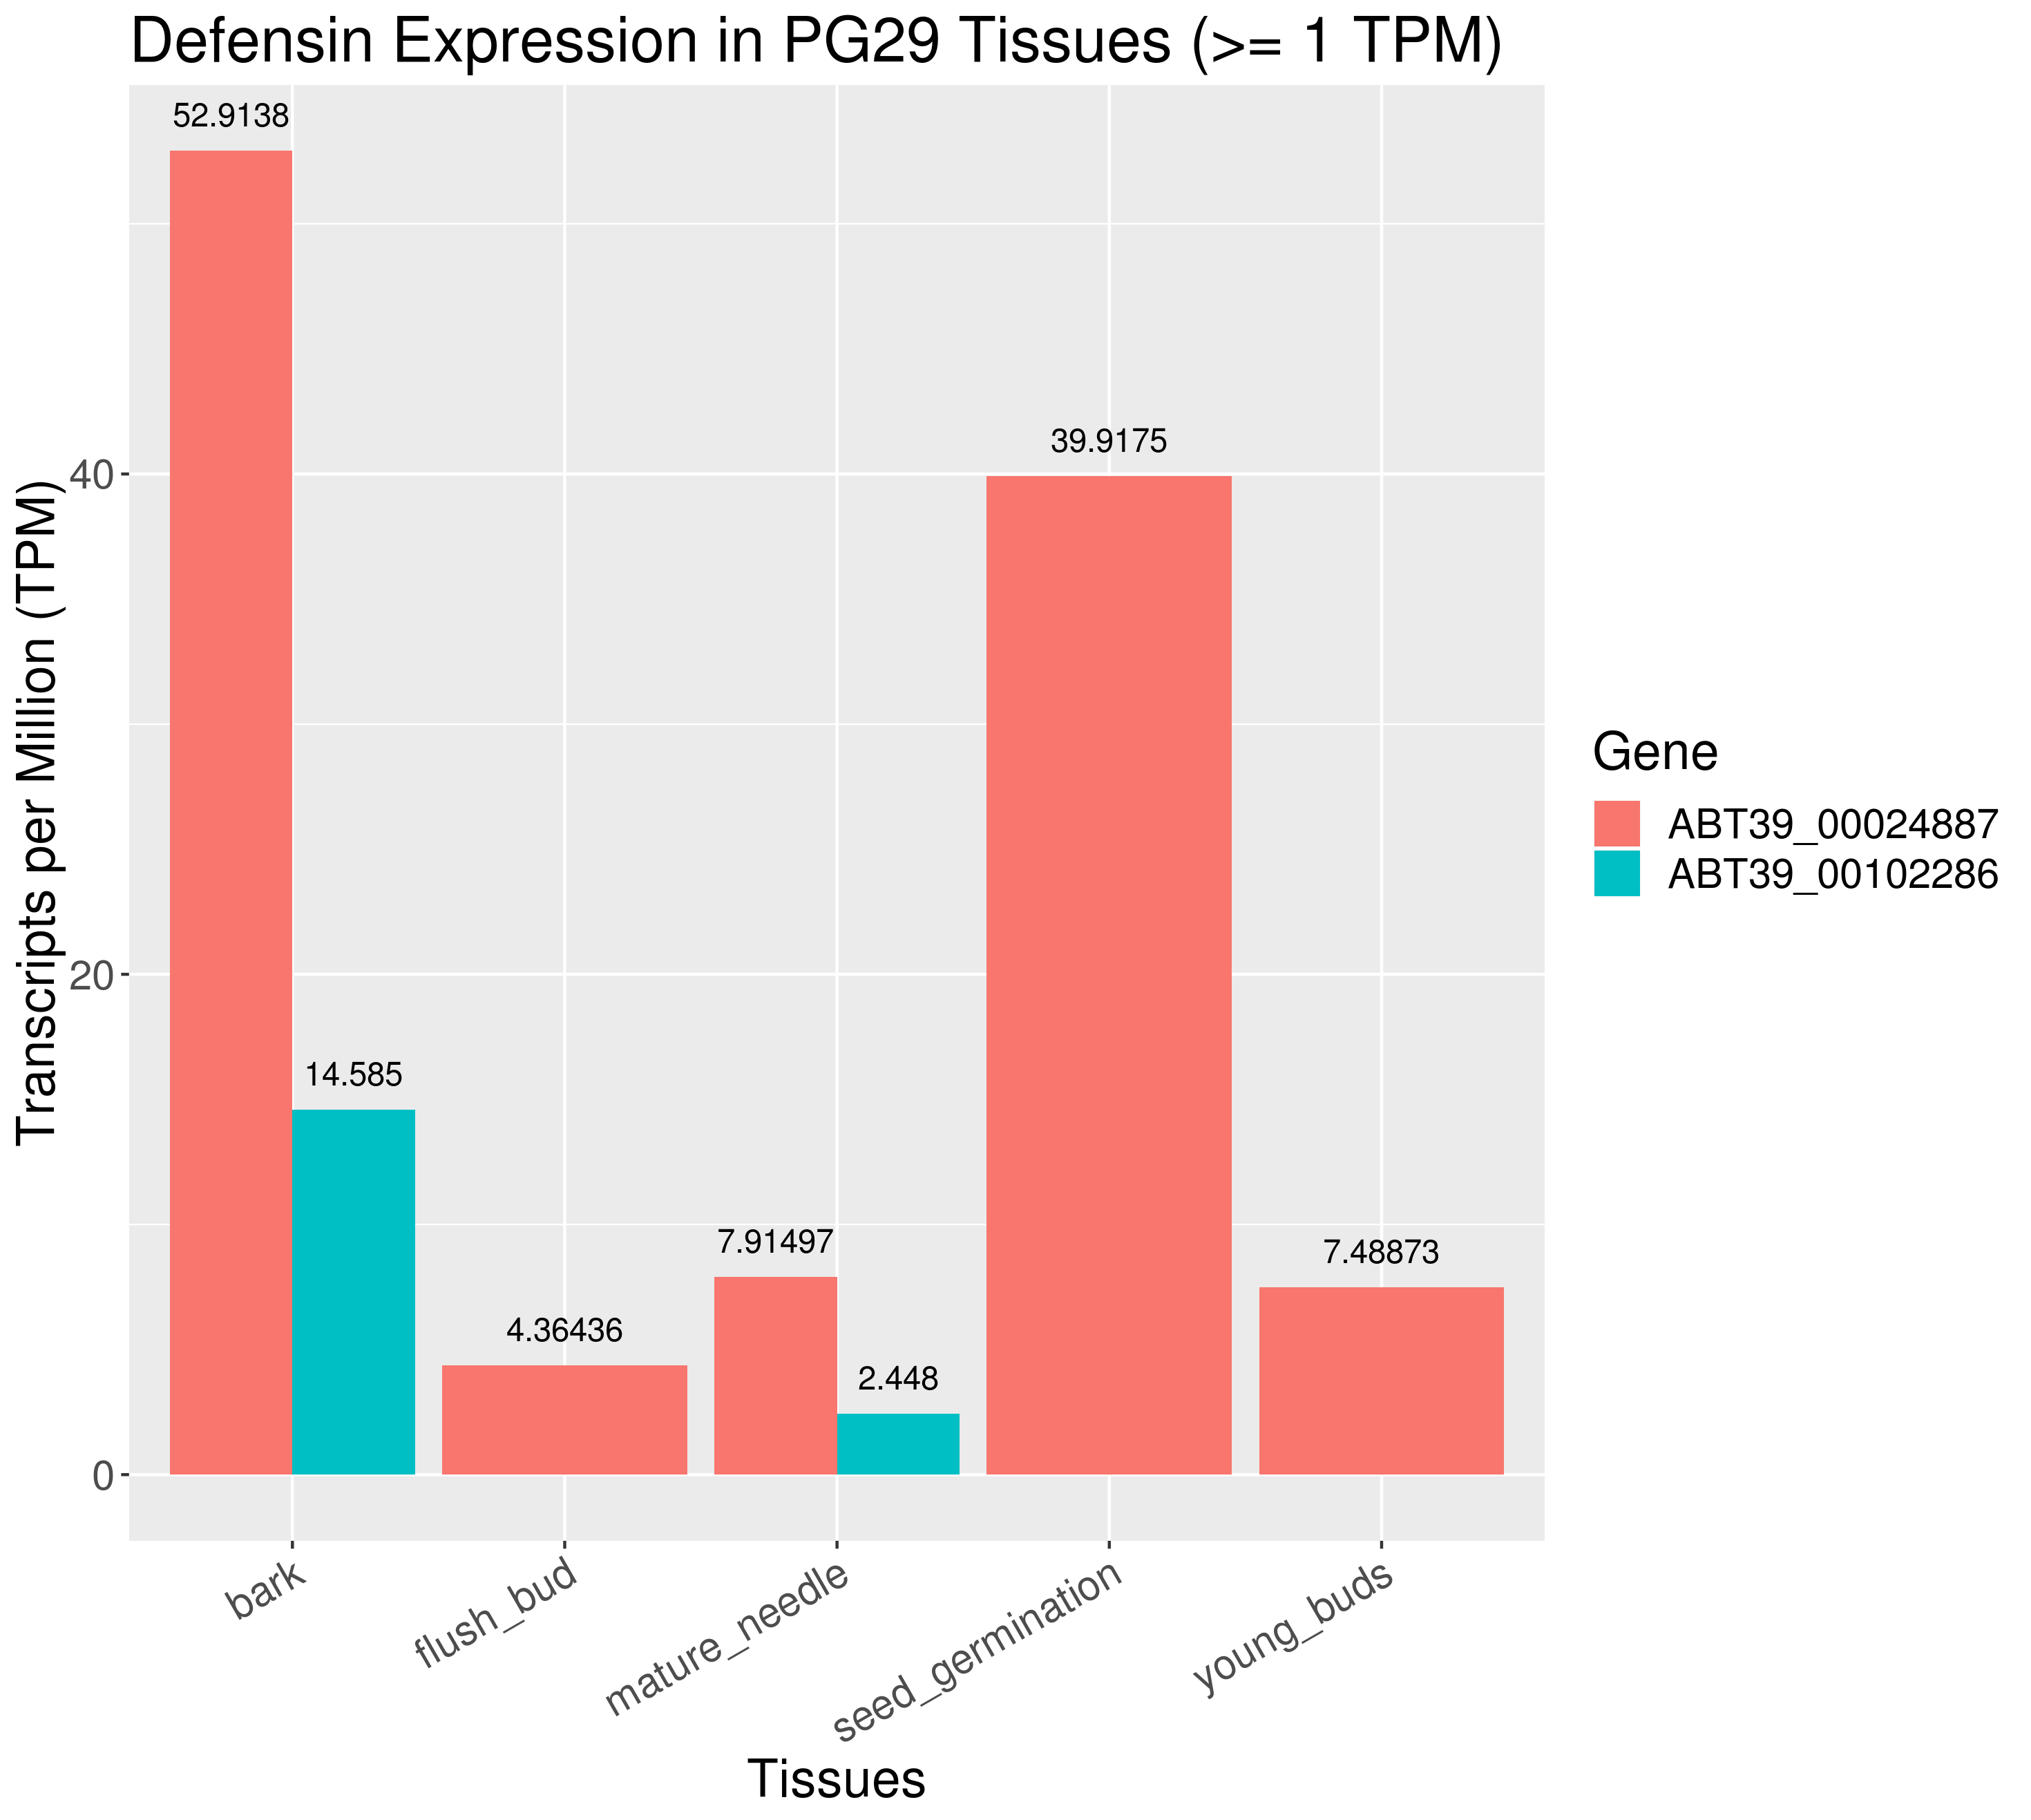 Defensin Expression in PG29 Tissues (>= 1 TPM)
Transcripts per Million (TPM)
40
20
0
52.9138
14.585
4.36436
7.91497
2.448
39.9175
7.48873
bark
flush_bud
mature_needle
seed_germination
young_buds
Tissues
Gene
ABT39_00024887
ABT39_00102286